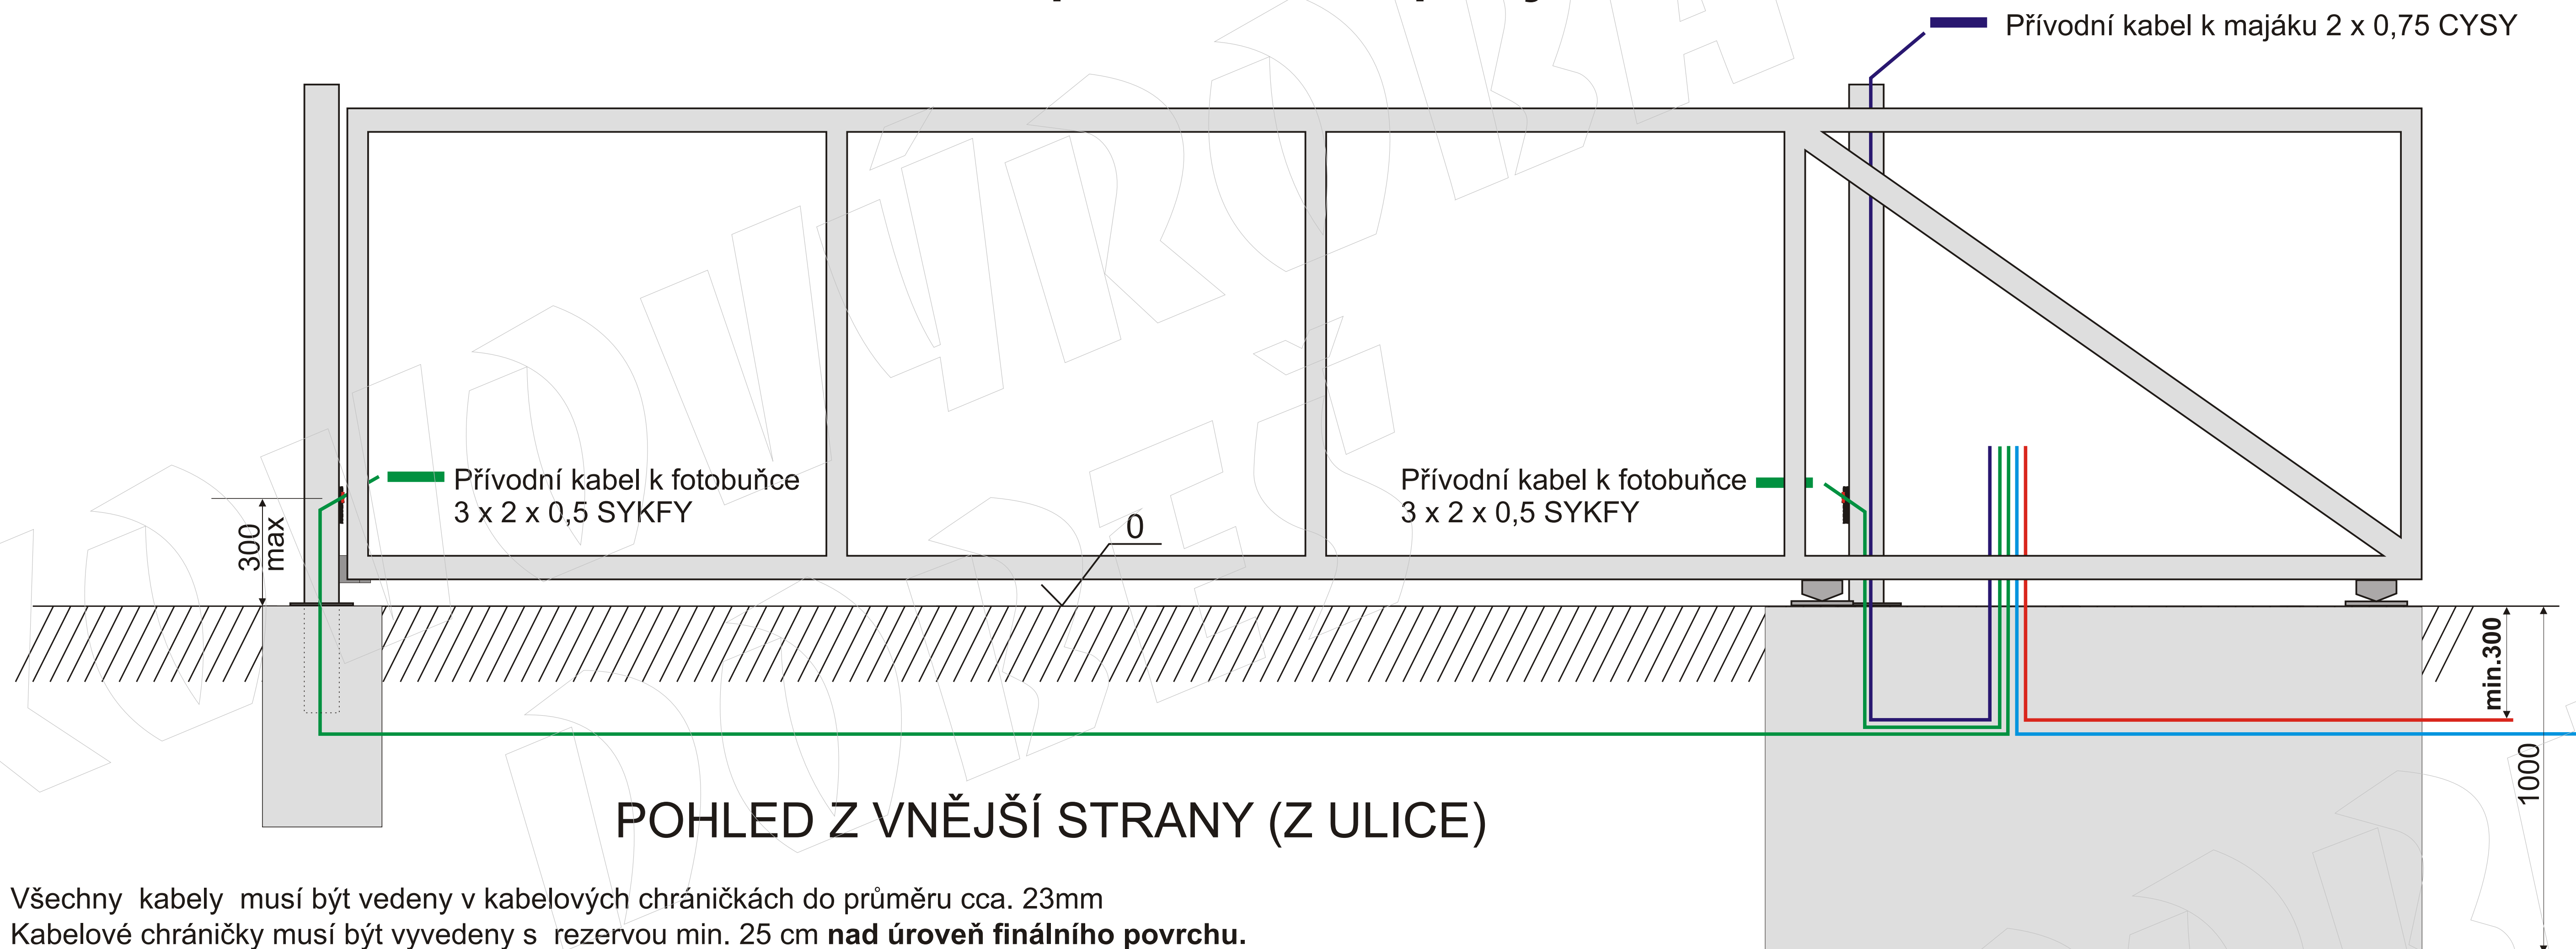 Přívodní kabel k majáku 2 x 0,75 CYSY
Přívodní kabel k fotobuňce
3 x 2 x 0,5 SYKFY
Přívodní kabel k fotobuňce
3 x 2 x 0,5 SYKFY
300
max
0
min.300
1000
POHLED Z VNĚJŠÍ STRANY (Z ULICE)
Všechny kabely musí být vedeny v kabelových chráničkách do průměru cca. 23mm
Kabelové chráničky musí být vyvedeny s rezervou min. 25 cm nad úroveň finálního povrchu.
KOVOVÝROBA
DOBŘEŠ